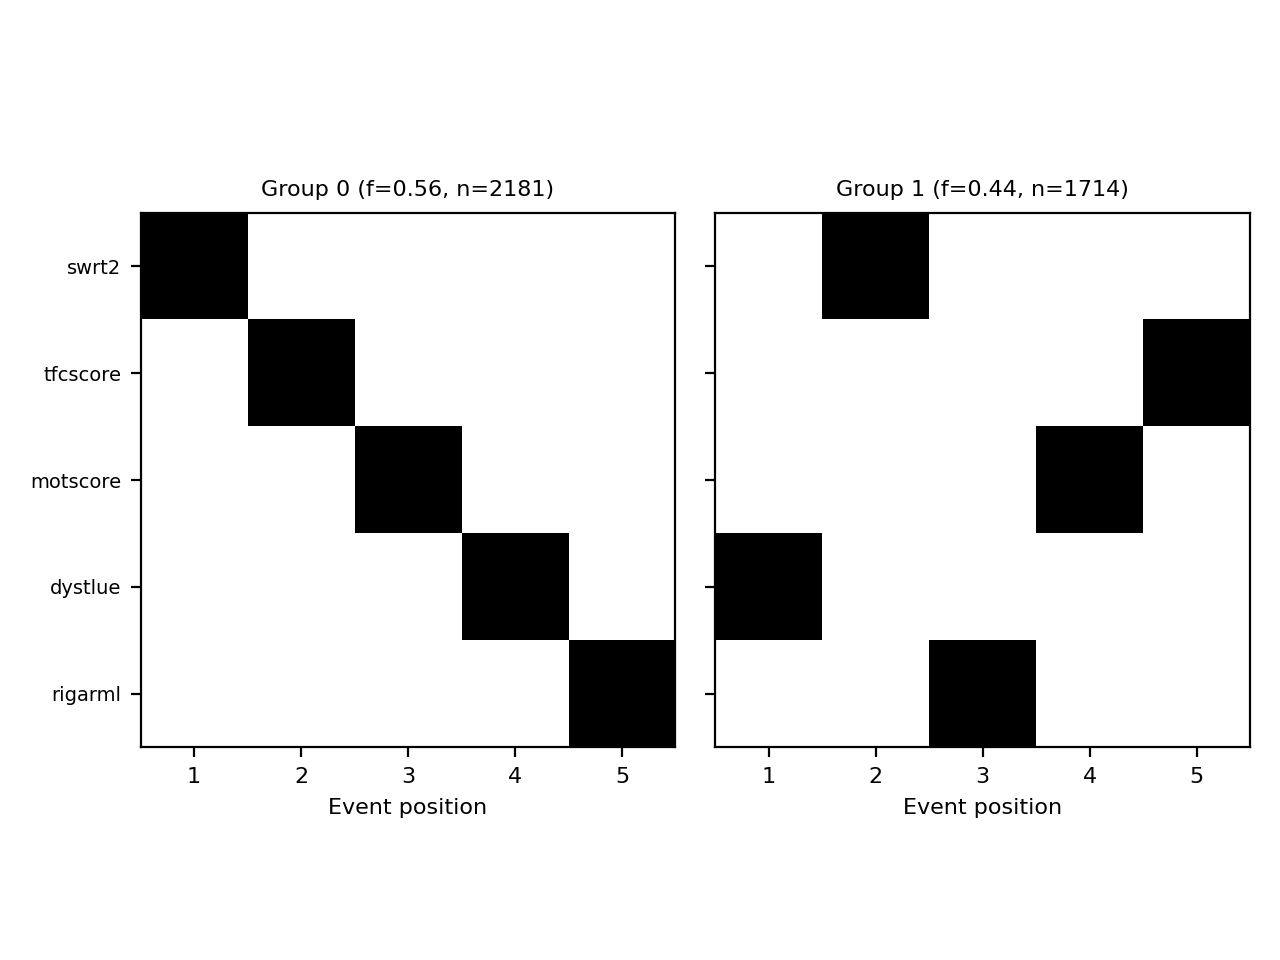 Group 0 (f=0.56, n=2181)
Group 1 (f=0.44, n=1714)
swrt2
tfcscore
motscore
dystlue
rigarml
1 2 3 4 5
1 2 3 4 5
Event position
Event position